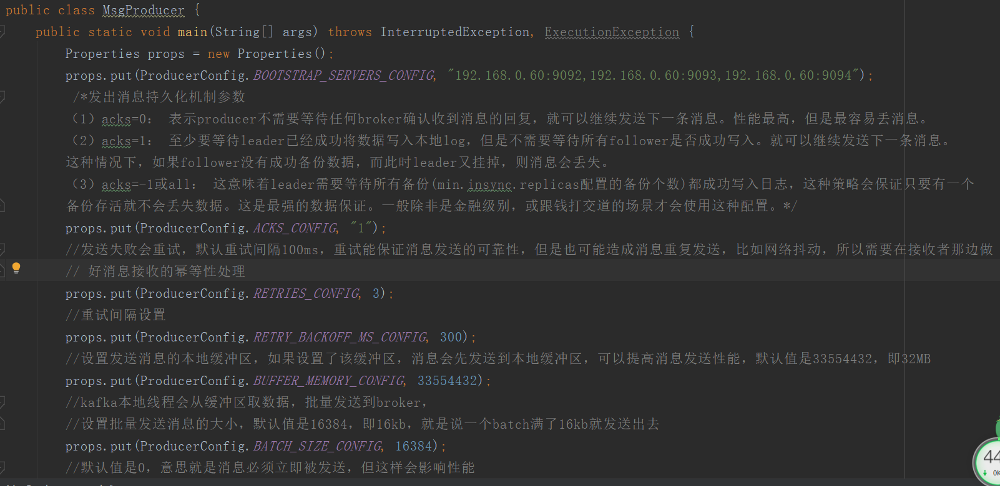 public class MsgProducer {
public static void main(String[] args) throws InterruptedException, ExecutionException {
Properties props = new Properties();
props.put(ProducerConfig.BOOTSTRAP_SERVERS_CONFIG, "192.168.0.60:9092,192.168.0.60:9093,192.168.0.60:9094");
/*发出消息持久化机制参数
（1）acks=0： 表示producer不需要等待任何broker确认收到消息的回复，就可以继续发送下一条消息。性能最高，但是最容易丢消息。
（2）acks=1： 至少要等待leader已经成功将数据写入本地log，但是不需要等待所有follower是否成功写入。就可以继续发送下一条消息。
这种情况下，如果follower没有成功备份数据，而此时leader又挂掉，则消息会丢失。
（3）acks=-1或all： 这意味着leader需要等待所有备份(min.insync.replicas配置的备份个数)都成功写入日志，这种策略会保证只要有一个
备份存活就不会丢失数据。这是最强的数据保证。一般除非是金融级别，或跟钱打交道的场景才会使用这种配置。*/
props.put(ProducerConfig.ACKS_CONFIG, "1");
//发送失败会重试，默认重试间隔100ms，重试能保证消息发送的可靠性，但是也可能造成消息重复发送，比如网络抖动，所以需要在接收者那边做
// 好消息接收的幂等性处理
props.put(ProducerConfig.RETRIES_CONFIG, 3);
//重试间隔设置
props.put(ProducerConfig.RETRY_BACKOFF_MS_CONFIG, 300);
//设置发送消息的本地缓冲区，如果设置了该缓冲区，消息会先发送到本地缓冲区，可以提高消息发送性能，默认值是33554432，即32MB
props.put(ProducerConfig.BUFFER_MEMORY_CONFIG, 33554432);
//kafka本地线程会从缓冲区取数据，批量发送到broker，
//设置批量发送消息的大小，默认值是16384，即16kb，就是说一个batch满了16kb就发送出去
props.put(ProducerConfig.BATCH_SIZE_CONFIG, 16384);
//默认值是0，意思就是消息必须立即被发送，但这样会影响性能
44